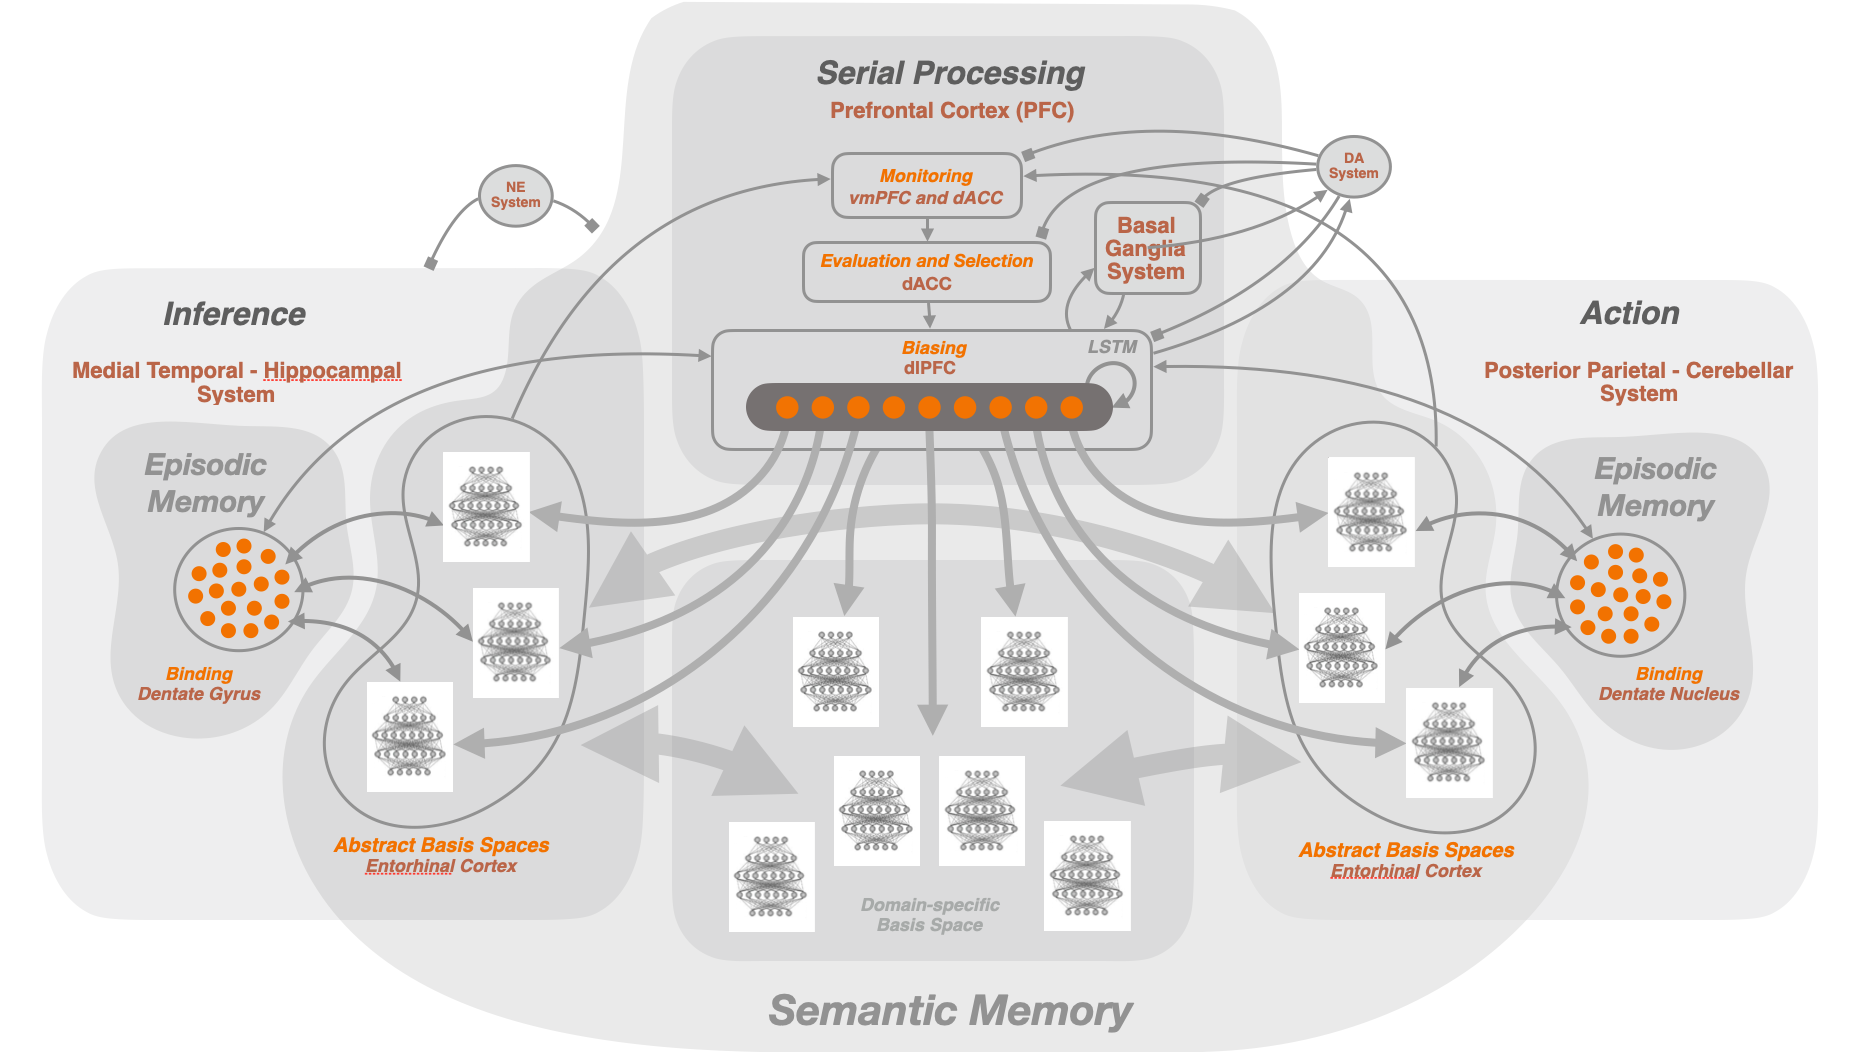 Serial Processing
Prefrontal Cortex (PFC)
Monitoring
vmPFC and dACC
Evaluation and Selection
dACC
Basal
Ganglia
System
NE
System
DA
System
Biasing
dlPFC
LSTM
Inference
Medial Temporal - Hippocampal
System
Episodic
Memory
Binding
Dentate Gyrus
Abstract Basis Spaces
Entorhinal Cortex
Action
Posterior Parietal - Cerebellar
System
Episodic
Memory
Binding
Dentate Nucleus
Abstract Basis Spaces
Entorhinal Cortex
Domain-specific
Basis Space
Semantic Memory